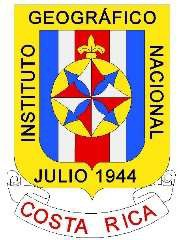 INSTITUTO
GEOGRÁFICO
NACIONAL
JULIO 1944
COSTA RICA